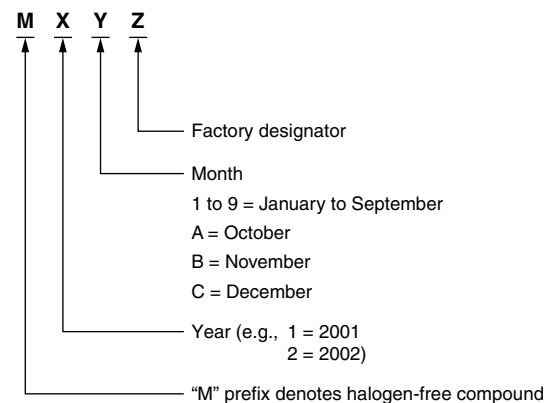 M X Y Z
Factory designator
Month
1 to 9 = January to September
A = October
B = November
C = December
Year (e.g., 1 = 2001
2 = 2002)
“M” prefix denotes halogen-free compound